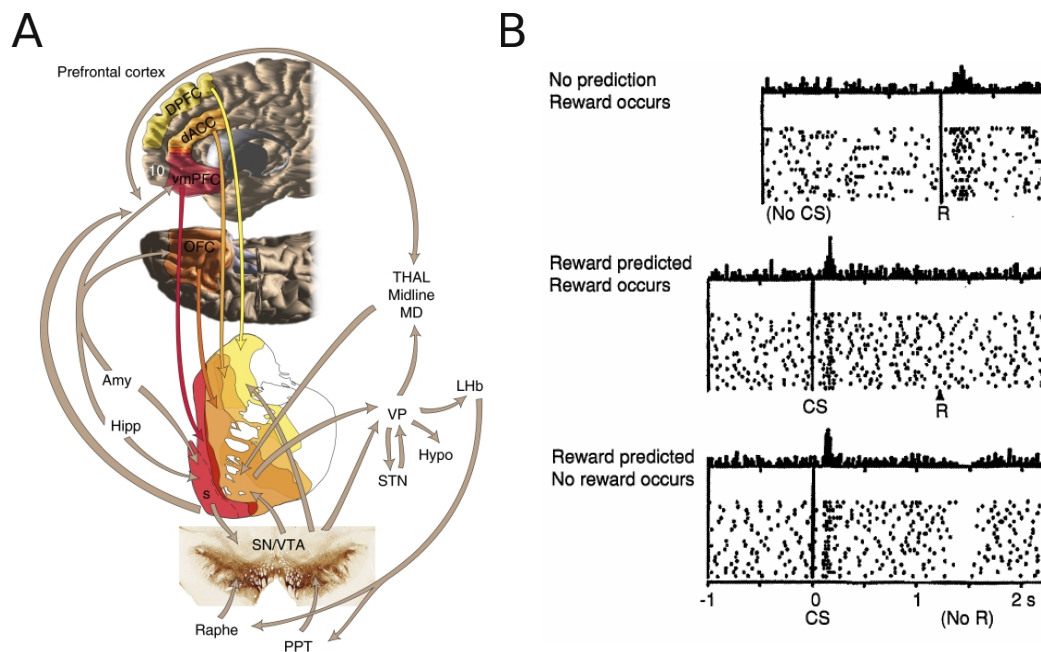 A
Prefrontal cortex
DPFC
dACC
10
vmPFC
OFC
THAL
Midline
MD
Amy
Hipp
LHb
VP
Hypo
STN
s
SN/VTA
Raphe
PPT
B
No prediction
Reward occurs
(No CS)
R
Reward predicted
Reward occurs
CS
R
Reward predicted
No reward occurs
-1
0
1
2 s
CS
(No R)